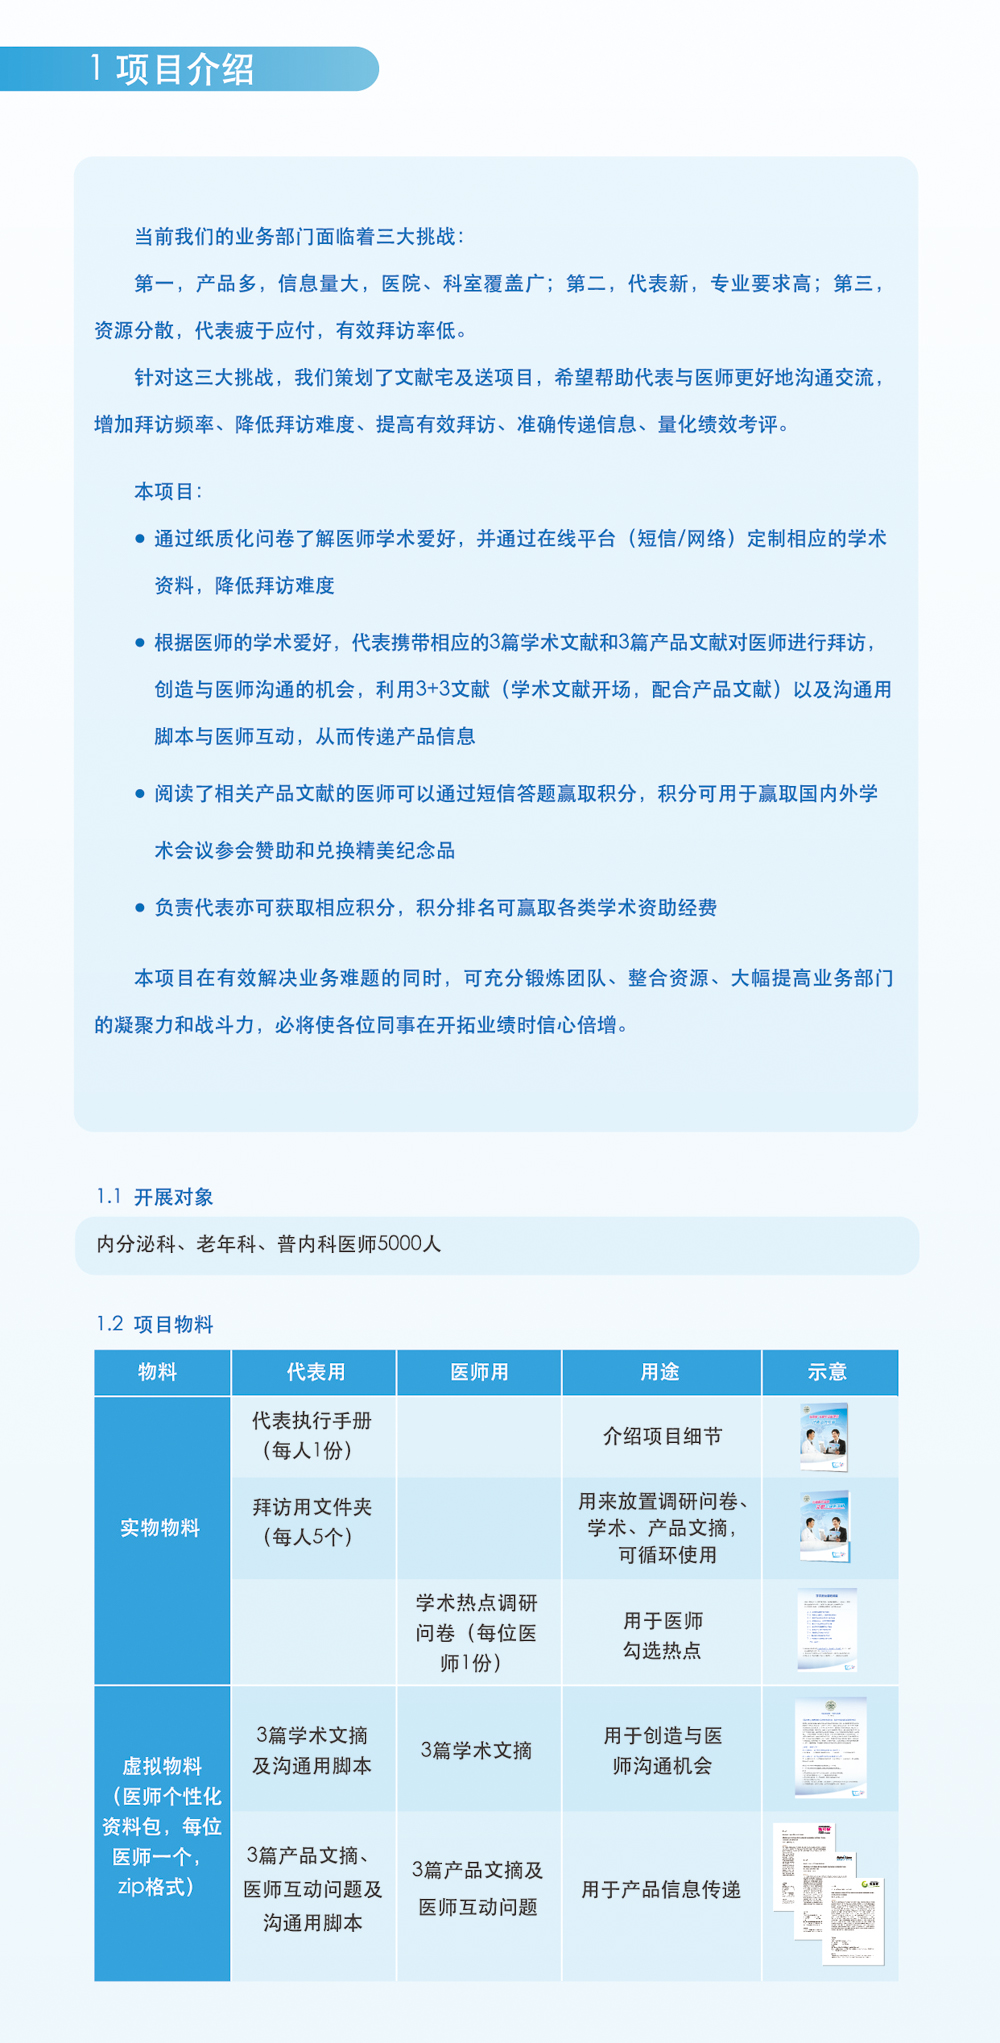 1 项目介绍
当前我们的业务部门面临着三大挑战：
第一，产品多，信息量大，医院、科室覆盖广；第二，代表新，专业要求高；第三，
资源分散，代表疲于应付，有效拜访率低。
针对这三大挑战，我们策划了文献宅及送项目，希望帮助代表与医师更好地沟通交流，
增加拜访频率、降低拜访难度、提高有效拜访、准确传递信息、量化绩效考评。
本项目：
● 通过纸质化问卷了解医师学术爱好，并通过在线平台（短信/网络）定制相应的学术
资料，降低拜访难度
● 根据医师的学术爱好，代表携带相应的3篇学术文献和3篇产品文献对医师进行拜访，
创造与医师沟通的机会，利用3+3文献（学术文献开场，配合产品文献）以及沟通用
脚本与医师互动，从而传递产品信息
● 阅读了相关产品文献的医师可以通过短信答题赢取积分，积分可用于赢取国内外学
术会议参会赞助和兑换精美纪念品
● 负责代表亦可获取相应积分，积分排名可赢取各类学术资助经费
本项目在有效解决业务难题的同时，可充分锻炼团队、整合资源、大幅提高业务部门
的凝聚力和战斗力，必将使各位同事在开拓业绩时信心倍增。
1.1 开展对象
内分泌科、老年科、普内科医师5000人
1.2 项目物料
物料 代表用 医师用 用途 示意
实物物料
代表执行手册
（每人1份）
介绍项目细节
拜访用文件夹
（每人5个）
用来放置调研问卷、
学术、产品文摘，
可循环使用
学术热点调研
问卷（每位医
师1份）
用于医师
勾选热点
虚拟物料
（医师个性化
资料包，每位
医师一个，
zip格式）
3篇学术文摘
及沟通用脚本
3篇学术文摘
用于创造与医
师沟通机会
3篇产品文摘、
医师互动问题及
沟通用脚本
3篇产品文摘及
医师互动问题
用于产品信息传递